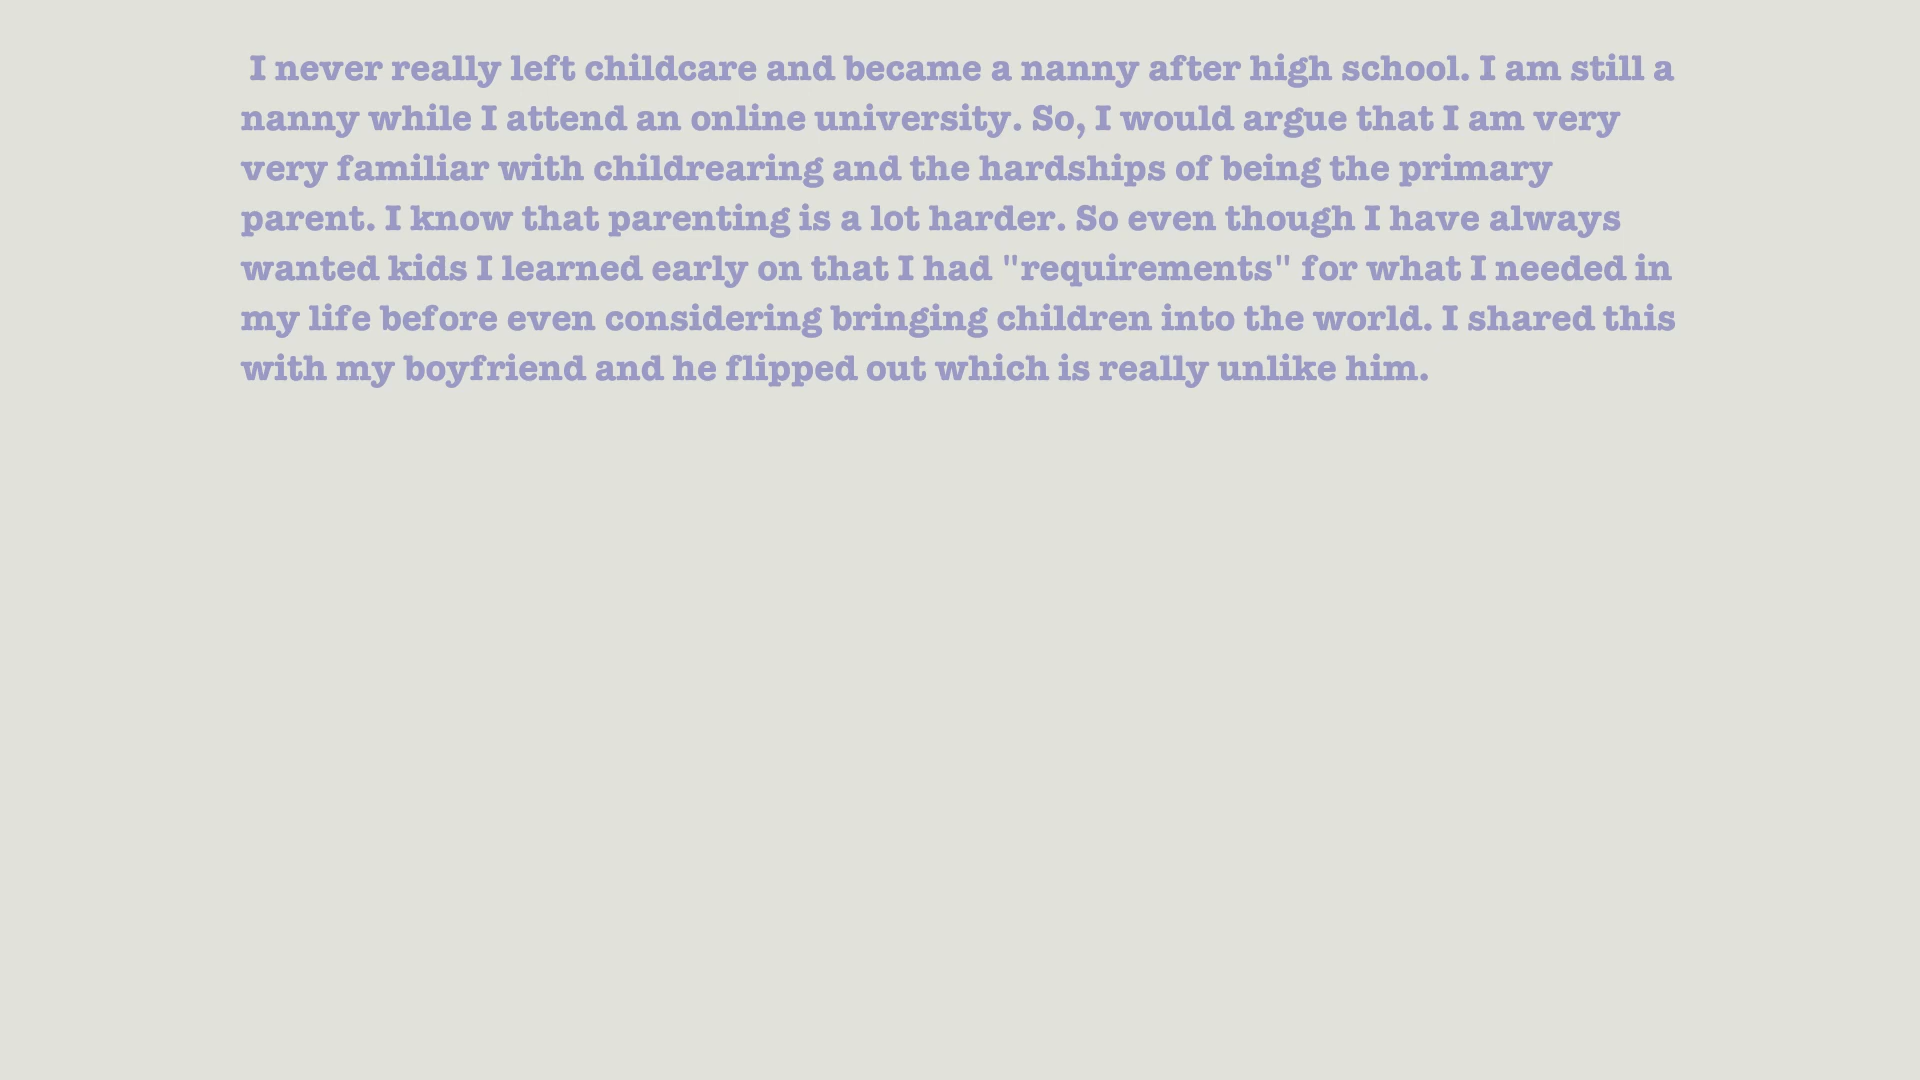 I never really left childcare and became a nanny after high school. I am still a
nanny while I attend an online university. So, I would argue that I am very
very familiar with childrearing and the hardships of being the primary
parent. I know that parenting is a lot harder. So even though I have always
wanted kids I learned early on that I had "requirements" for what I needed in
my life before even considering bringing children into the world. I shared this
with my boyfriend and he flipped out which is really unlike him.